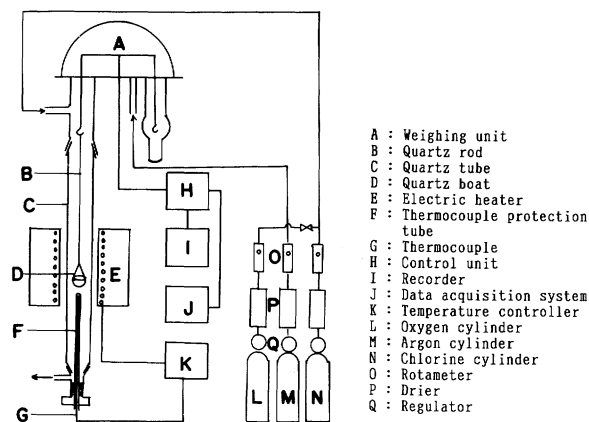 A
B
C
D
E
F
G
H
I
J
K
O
P
Q
L M N
A : Weighing unit
B : Quartz rod
C : Quartz tube
D : Quartz boat
E : Electric heater
F : Thermocouple protection
tube
G : Thermocouple
H : Control unit
I : Recorder
J : Data acquisition system
K : Temperature controller
L : Oxygen cylinder
M : Argon cylinder
N : Chlorine cylinder
O : Rotameter
P : Drier
Q : Regulator